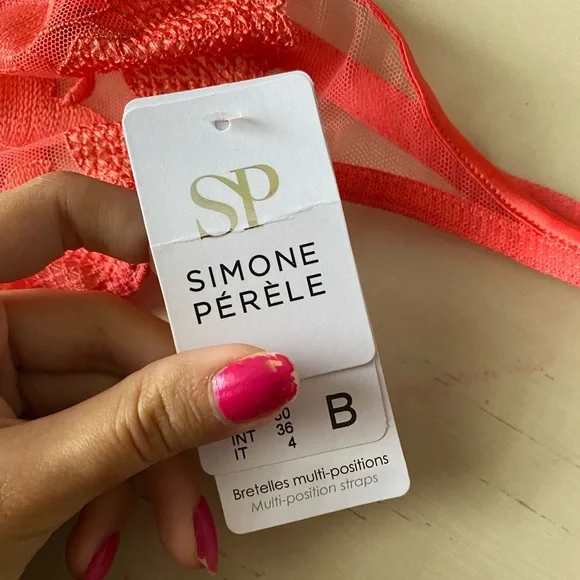 SP
SIMONE
PÉRÈLE
INT 36
IT 4
B
Bretelles multi-positions
Multi-position straps